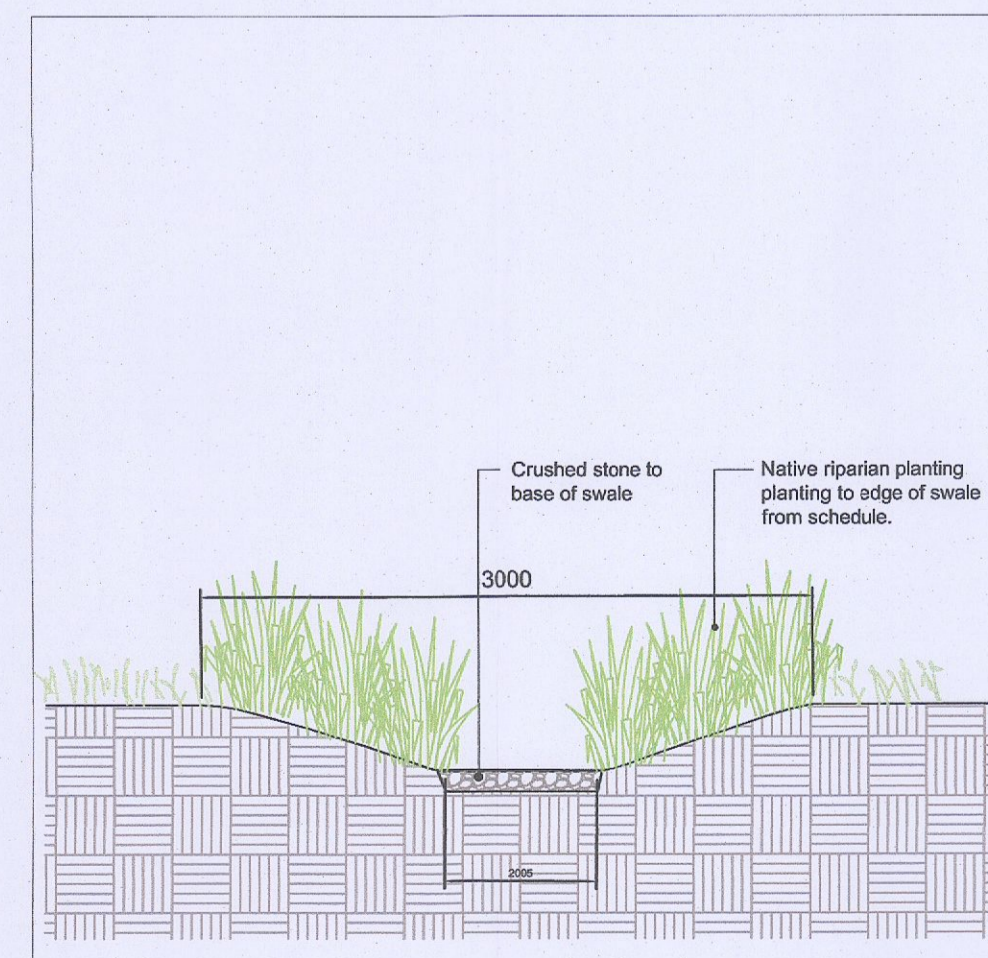 Crushed stone to
base of swale
Native riparian planting
planting to edge of swale
from schedule.
3000
2005